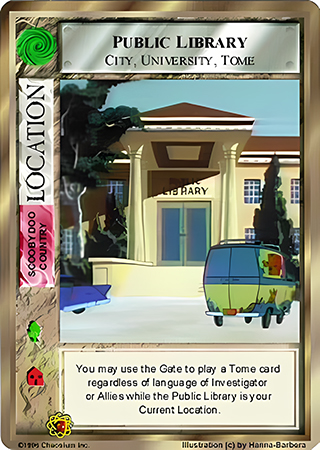 PUBLIC LIBRARY
CITY, UNIVERSITY, TOME
LOCATION
SCOOBYDOO
COUNTRY
PUBLIC
LIBRARY
You may use the Gate to play a Tome card
regardless of language of Investigator
or Allies while the Public Library is your
Current Location.
©1996 Chaosium Inc.
Illustration (c) by Hanna-Barbera